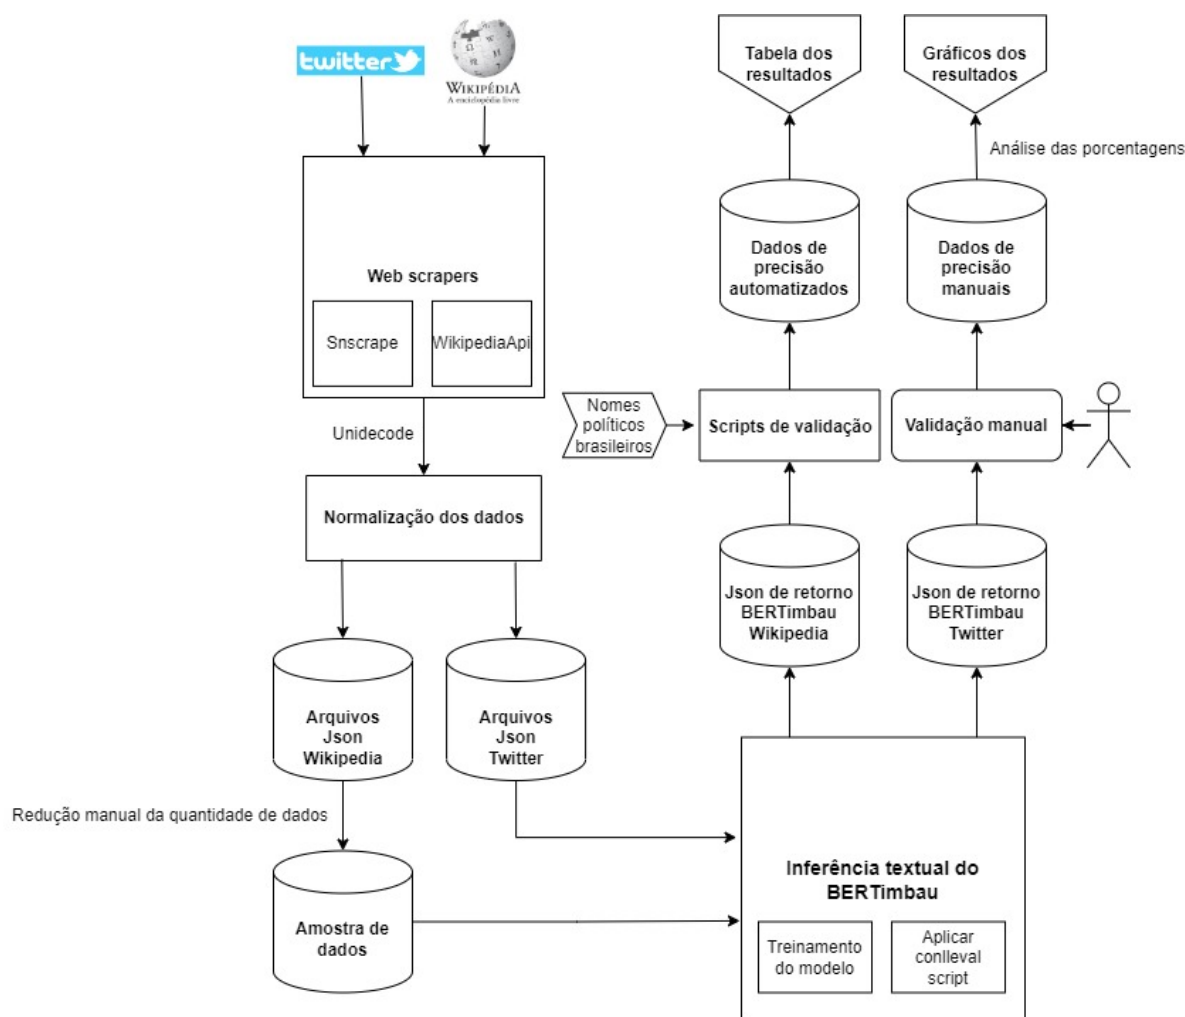 twitter
WIKIPÉDIA
A enciclopédia livre
Web scrapers
Snscrape
WikipediaApi
Unidecode
Normalização dos dados
Arquivos
Json
Wikipedia
Arquivos
Json
Twitter
Redução manual da quantidade de dados
Amostra de
dados
Inferência textual do
BERTimbau
Treinamento
do modelo
Aplicar
conlleval
script
Json de retorno
BERTimbau
Wikipedia
Json de retorno
BERTimbau
Twitter
Nomes
políticos
brasileiros
Scripts de validação
Validação manual
Dados de
precisão
automatizados
Dados de
precisão
manuais
Análise das porcentagens
Tabela dos
resultados
Gráficos dos
resultados